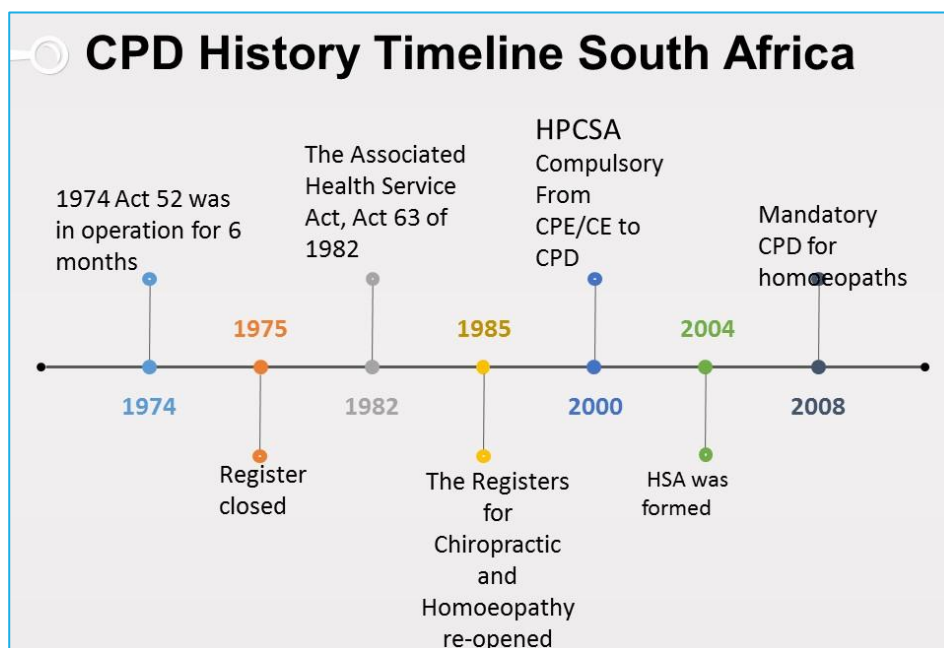 CPD History Timeline South Africa
1974 Act 52 was
in operation for 6
months
The Associated
Health Service
Act, Act 63 of
1982
HPCSA
Compulsory
From
CPE/CE to
CPD
Mandatory
CPD for
homoeopaths
1975
1985
2004
1974
1982
2000
2008
Register
closed
The Registers
for
Chiropractic
and
Homoeopathy
re-opened
HSA was
formed